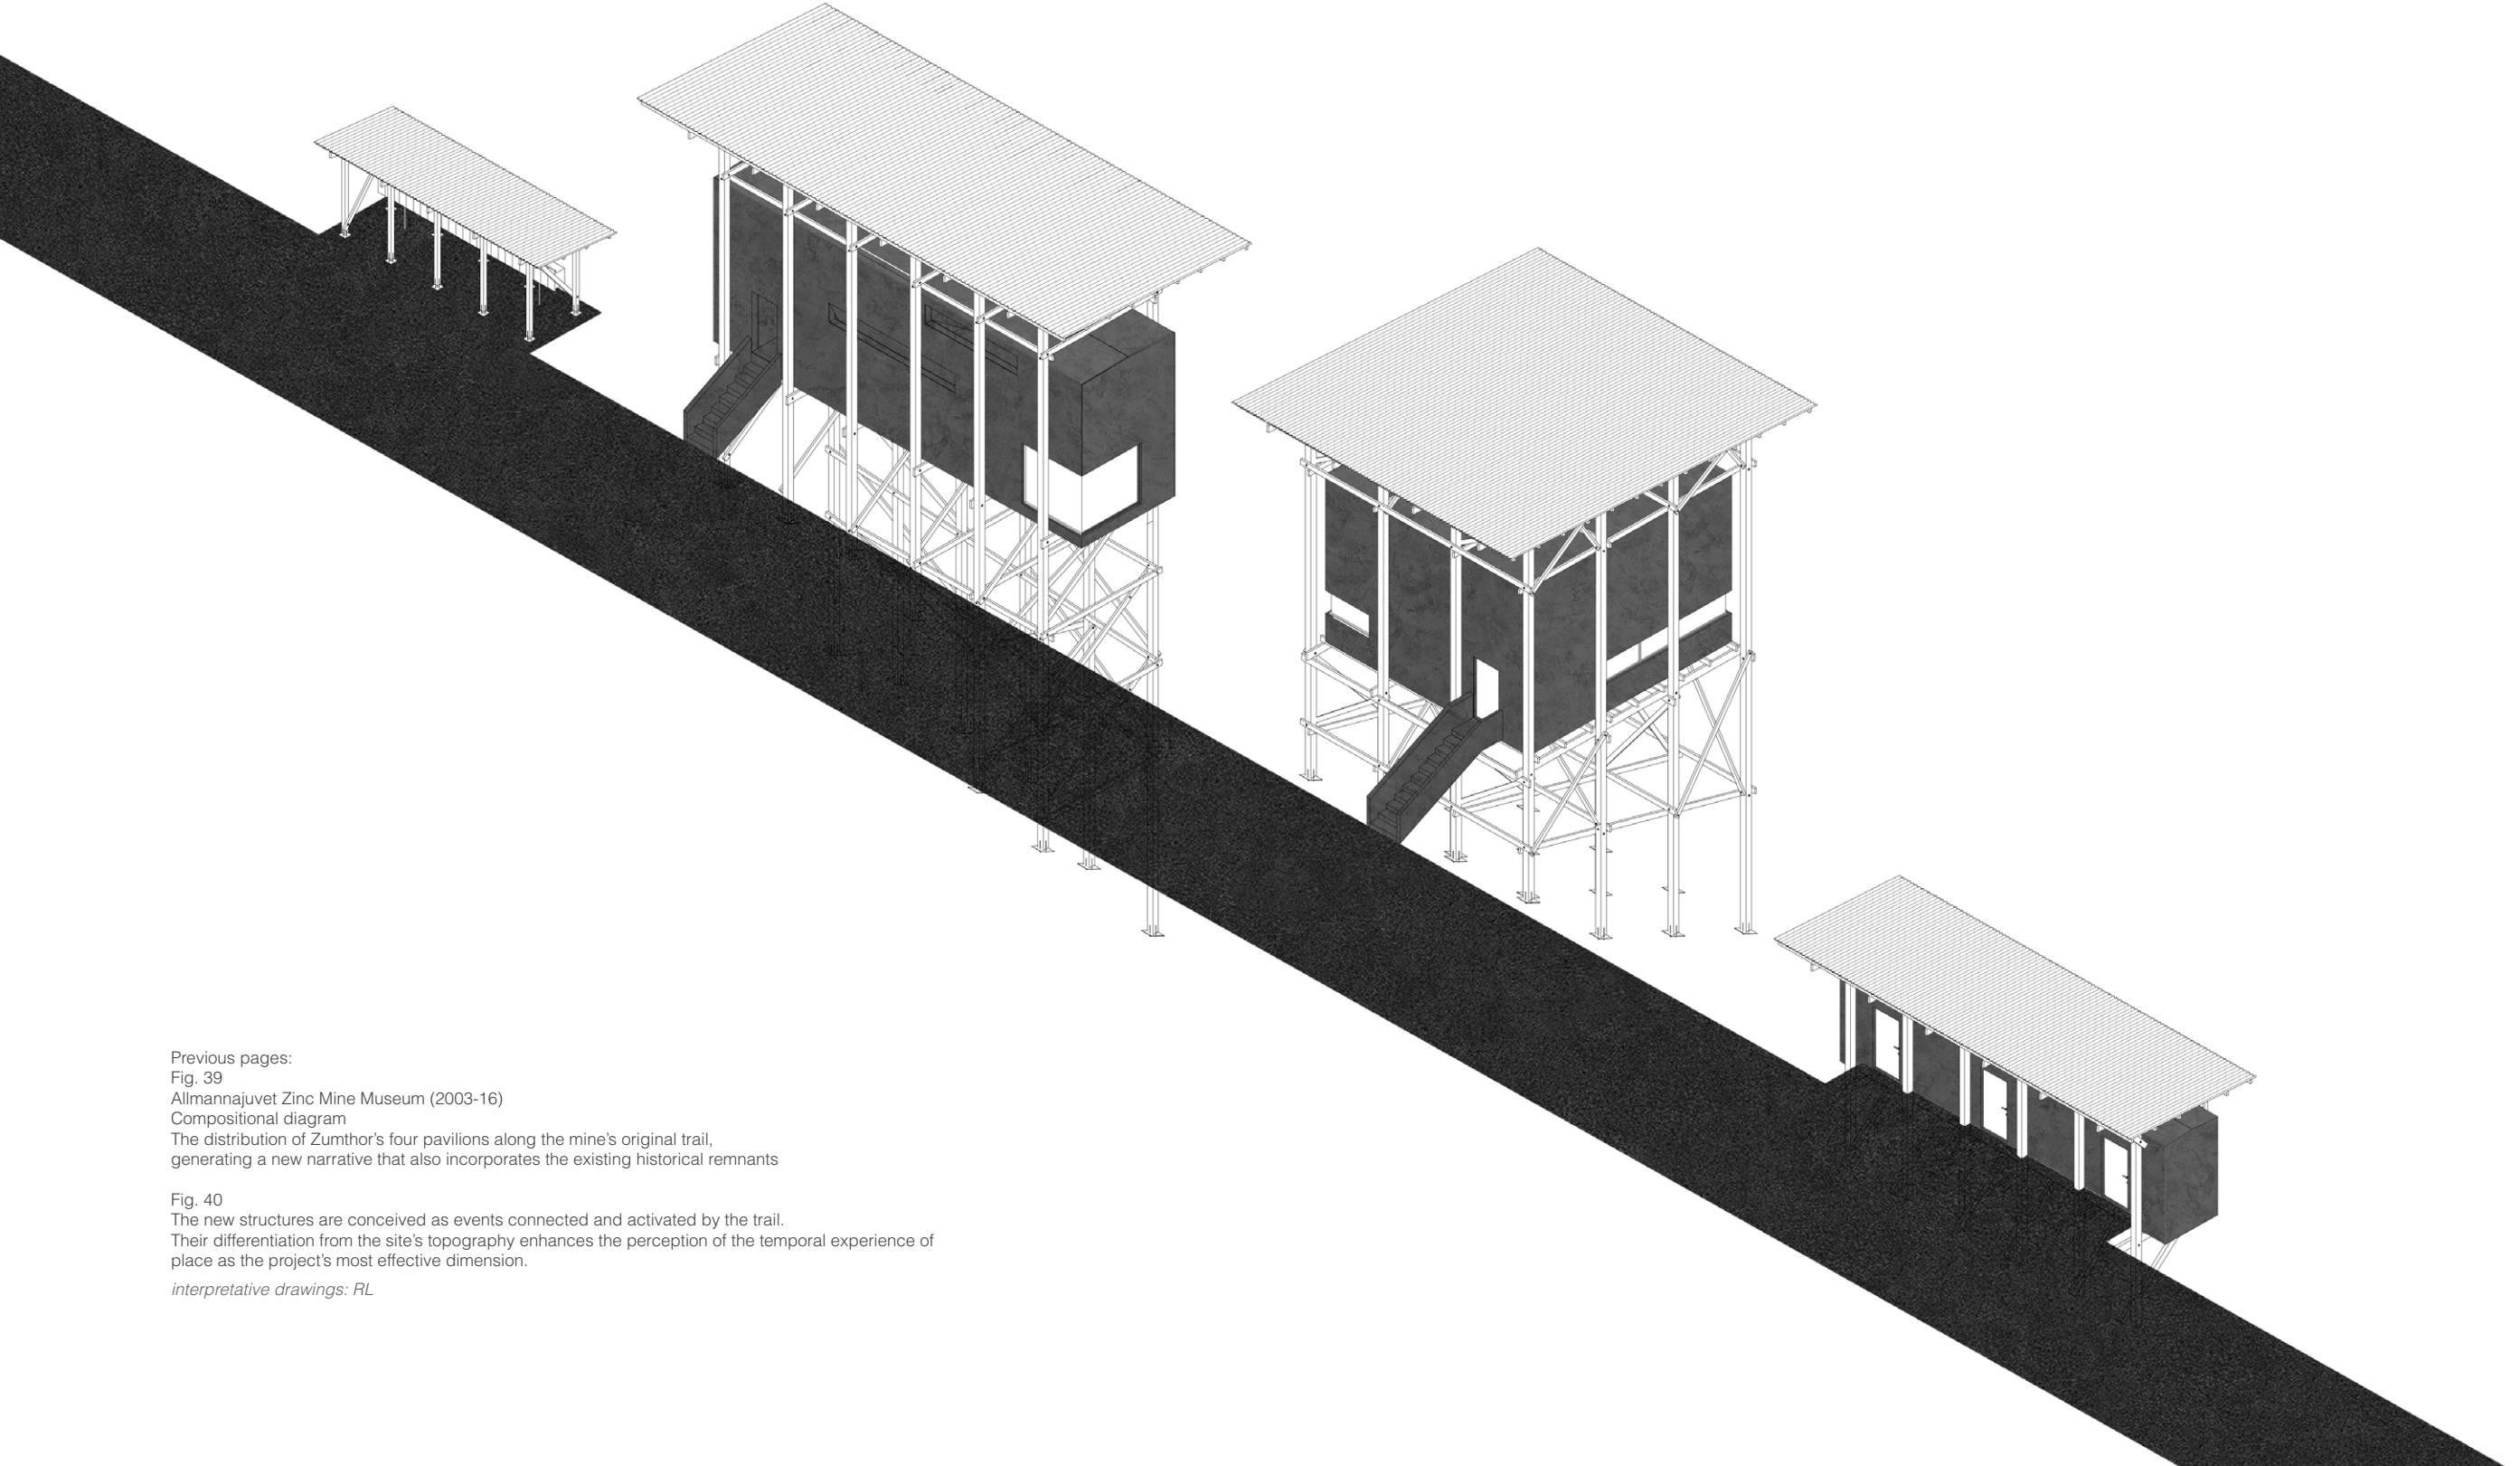 Previous pages:
Fig. 39
Allmannajuvet Zinc Mine Museum (2003-16)
Compositional diagram
The distribution of Zumthor's four pavilions along the mine's original trail,
generating a new narrative that also incorporates the existing historical remnants
Fig. 40
The new structures are conceived as events connected and activated by the trail.
Their differentiation from the site's topography enhances the perception of the temporal experience of
place as the project's most effective dimension.
interpretative drawings: RL